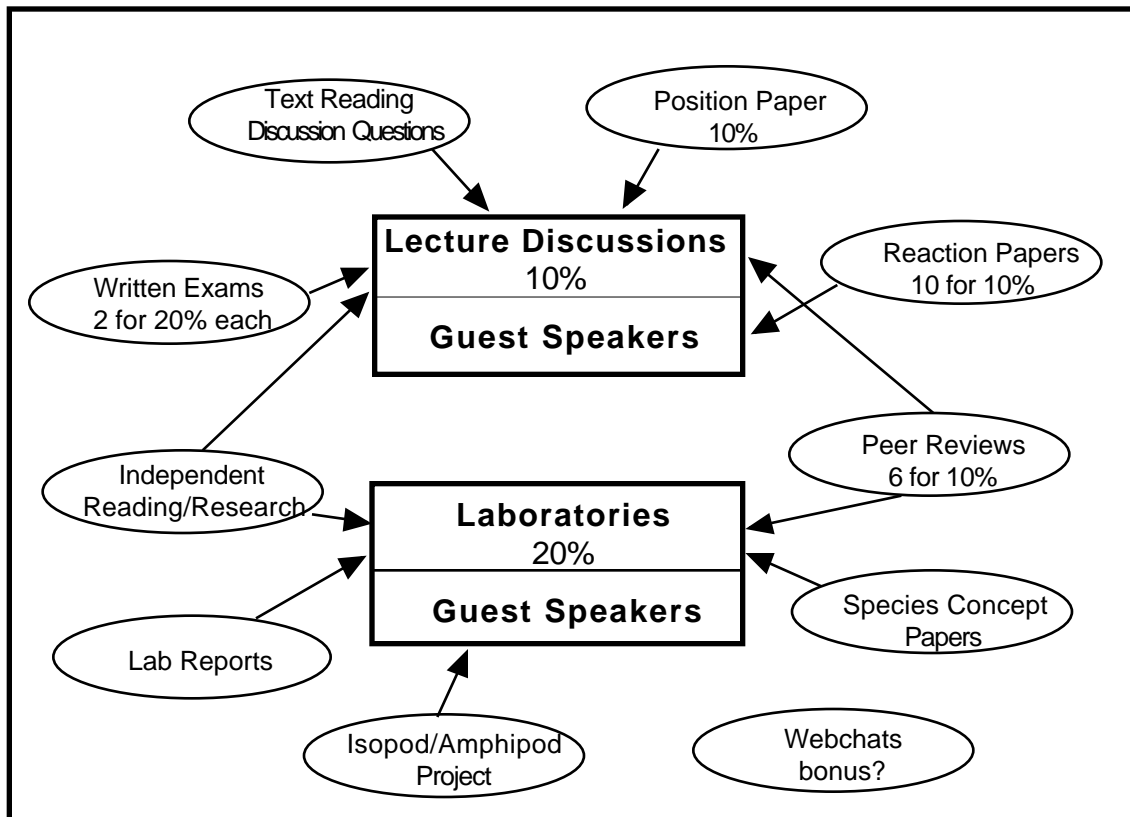 Text Reading
Discussion Questions
Position Paper
10%
Lecture Discussions
10%
Guest Speakers
Written Exams
2 for 20% each
Reaction Papers
10 for 10%
Independent
Reading/Research
Peer Reviews
6 for 10%
Laboratories
20%
Guest Speakers
Species Concept
Papers
Lab Reports
Isopod/Amphipod
Project
Webchats
bonus?